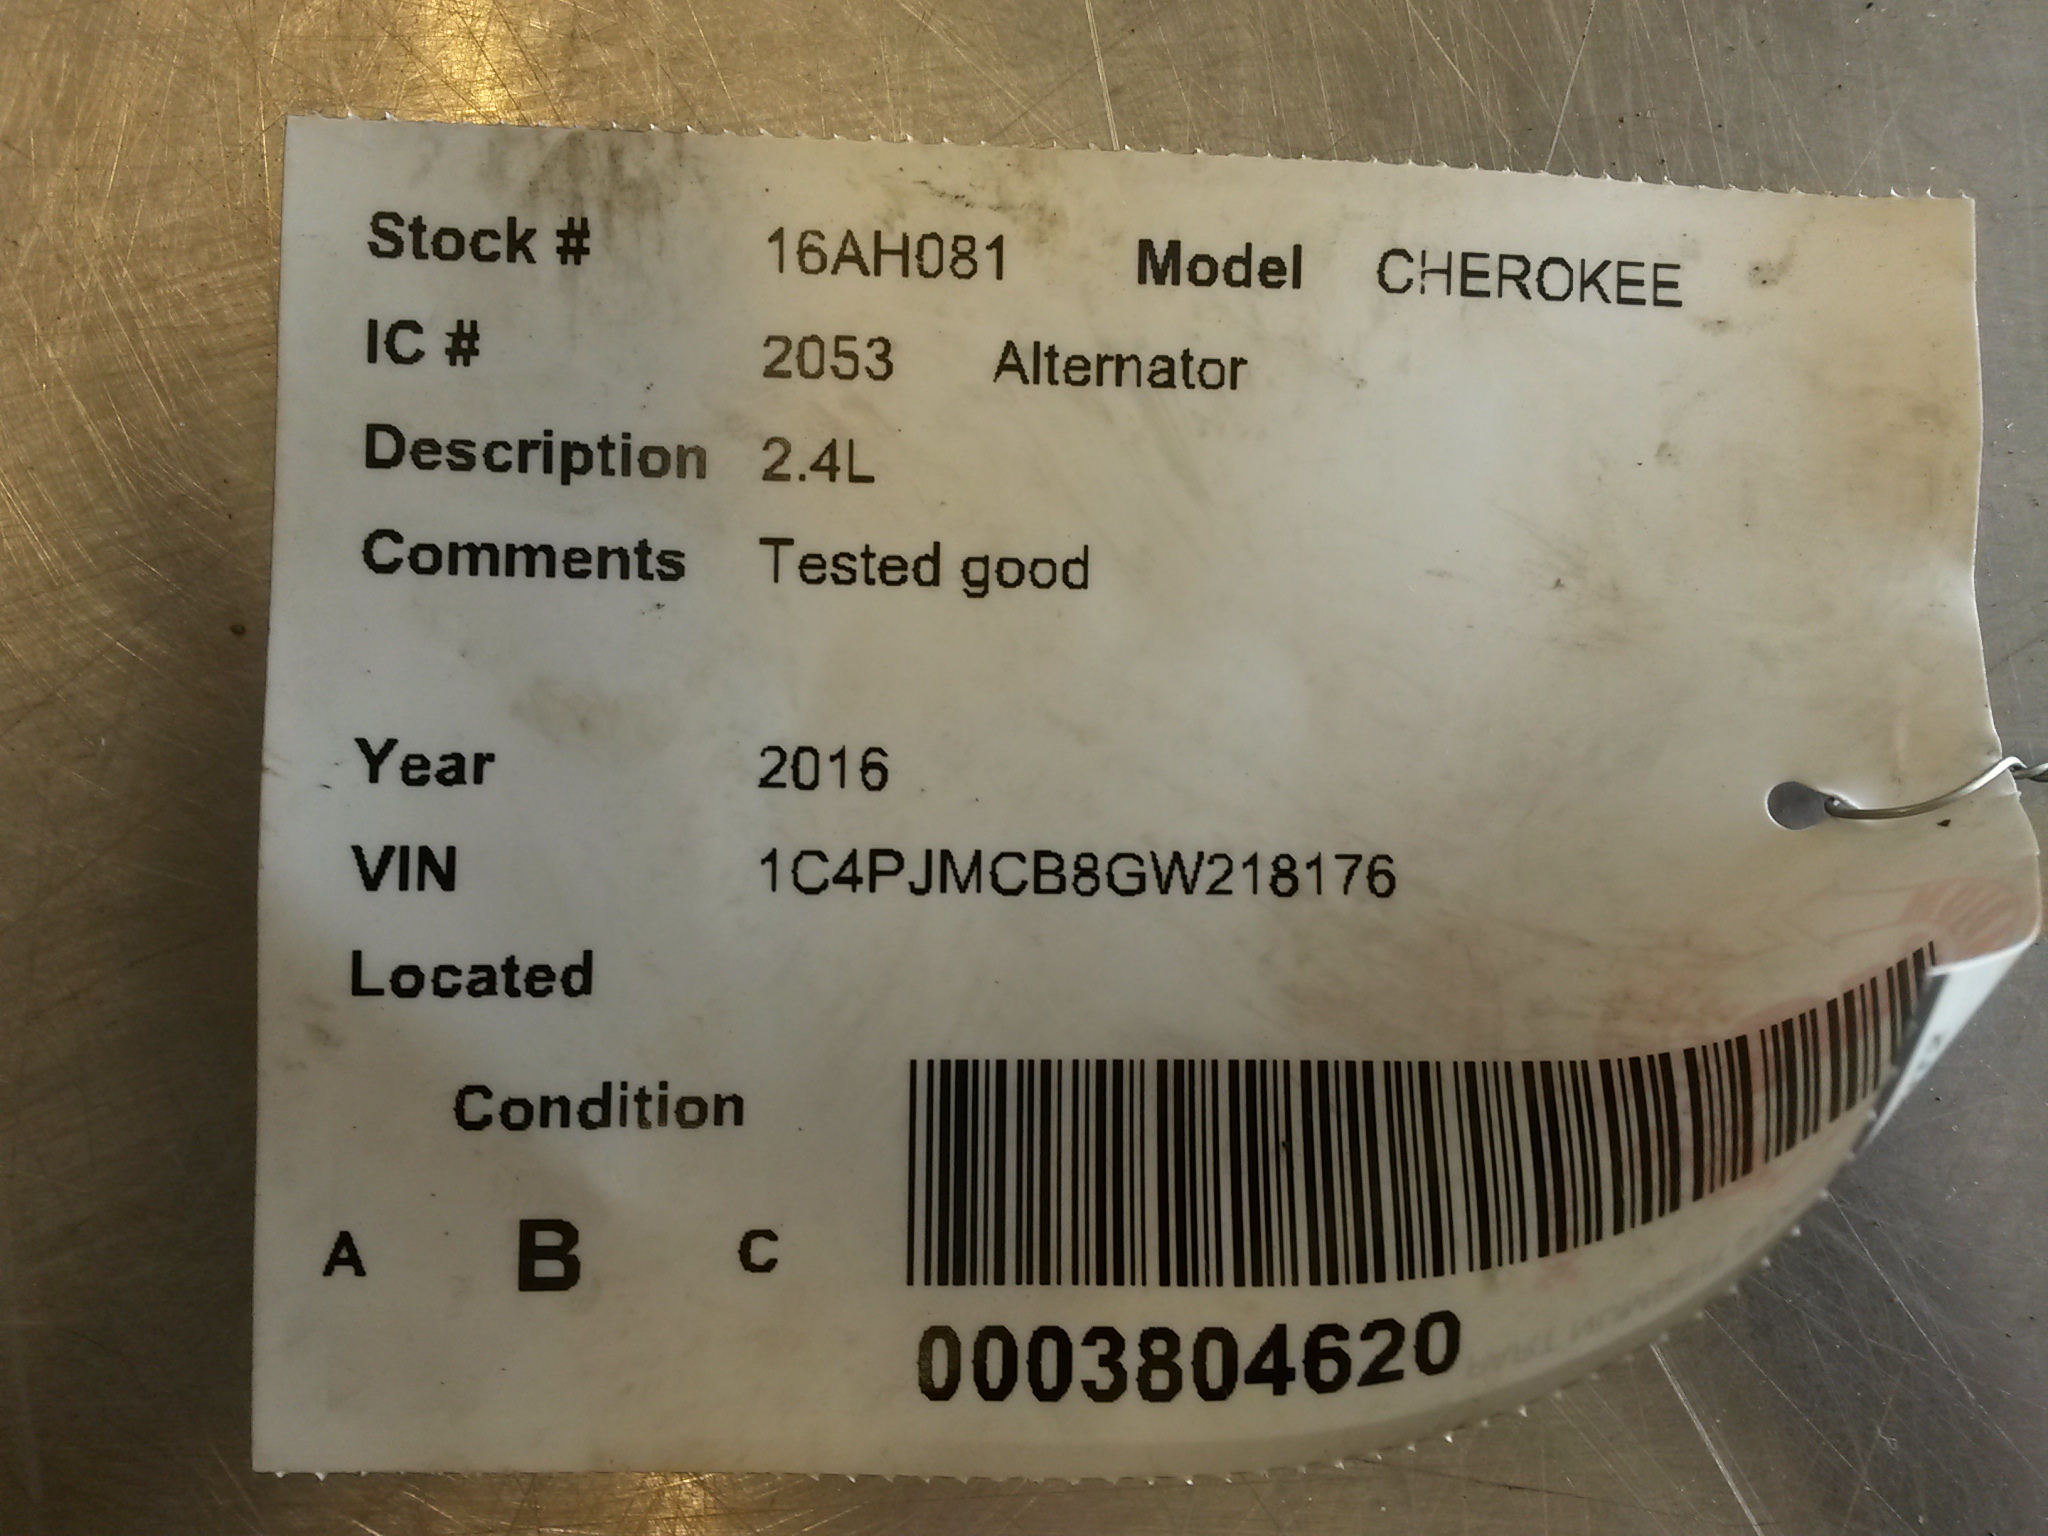 Stock # 16AH081 Model CHEROKEE
IC # 2053 Alternator
Description 2.4L
Comments Tested good
Year 2016
VIN 1C4PJMCB8GW218176
Located
Condition
A B C
0003804620